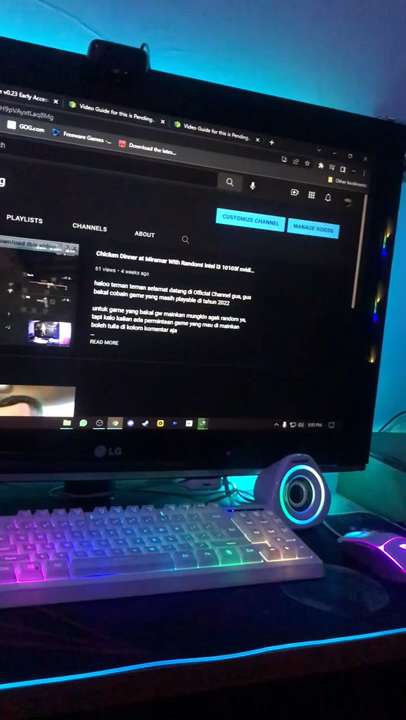 v0.23 Early Acce
Video Guide for this is Pending
Video Guide for this is Pending
GOG.com
Freeware Games -
Download the lates...
Other bookmarks
g
PLAYLISTS
CHANNELS
ABOUT
CUSTOMIZE CHANNEL
MANAGE VIDEOS
Chicken Dinner at Miramar With Random| Intel I3 10105f midi...
61 views · 4 weeks ago
haloo teman teman selamat datang di Official Channel gua, gua
bakal cobain game yang masih playable di tahun 2022
untuk game yang bakal gw mainkan mungkin agak random ya,
tapi kalo kalian ada permintaan game yang mau di mainkan
boleh tulis di kolom komentar aja
...
READ MORE
LG